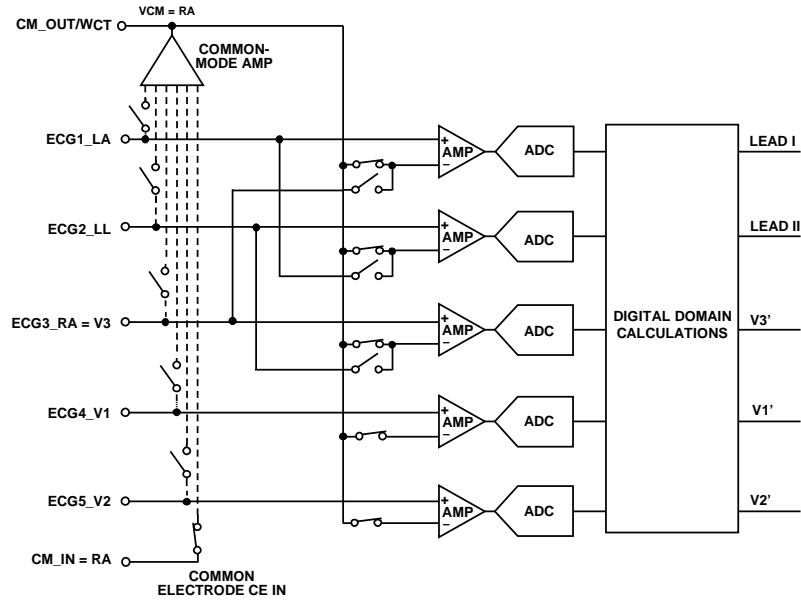 VCM = RA
CM_OUT/WCT
COMMON-
MODE AMP
ECG1_LA
+
AMP
–
ADC
LEAD I
ECG2_LL
+
AMP
–
ADC
LEAD II
ECG3_RA = V3
+
AMP
–
ADC
DIGITAL DOMAIN
CALCULATIONS
V3'
ECG4_V1
+
AMP
–
ADC
V1'
ECG5_V2
+
AMP
–
ADC
V2'
CM_IN = RA
COMMON
ELECTRODE CE IN